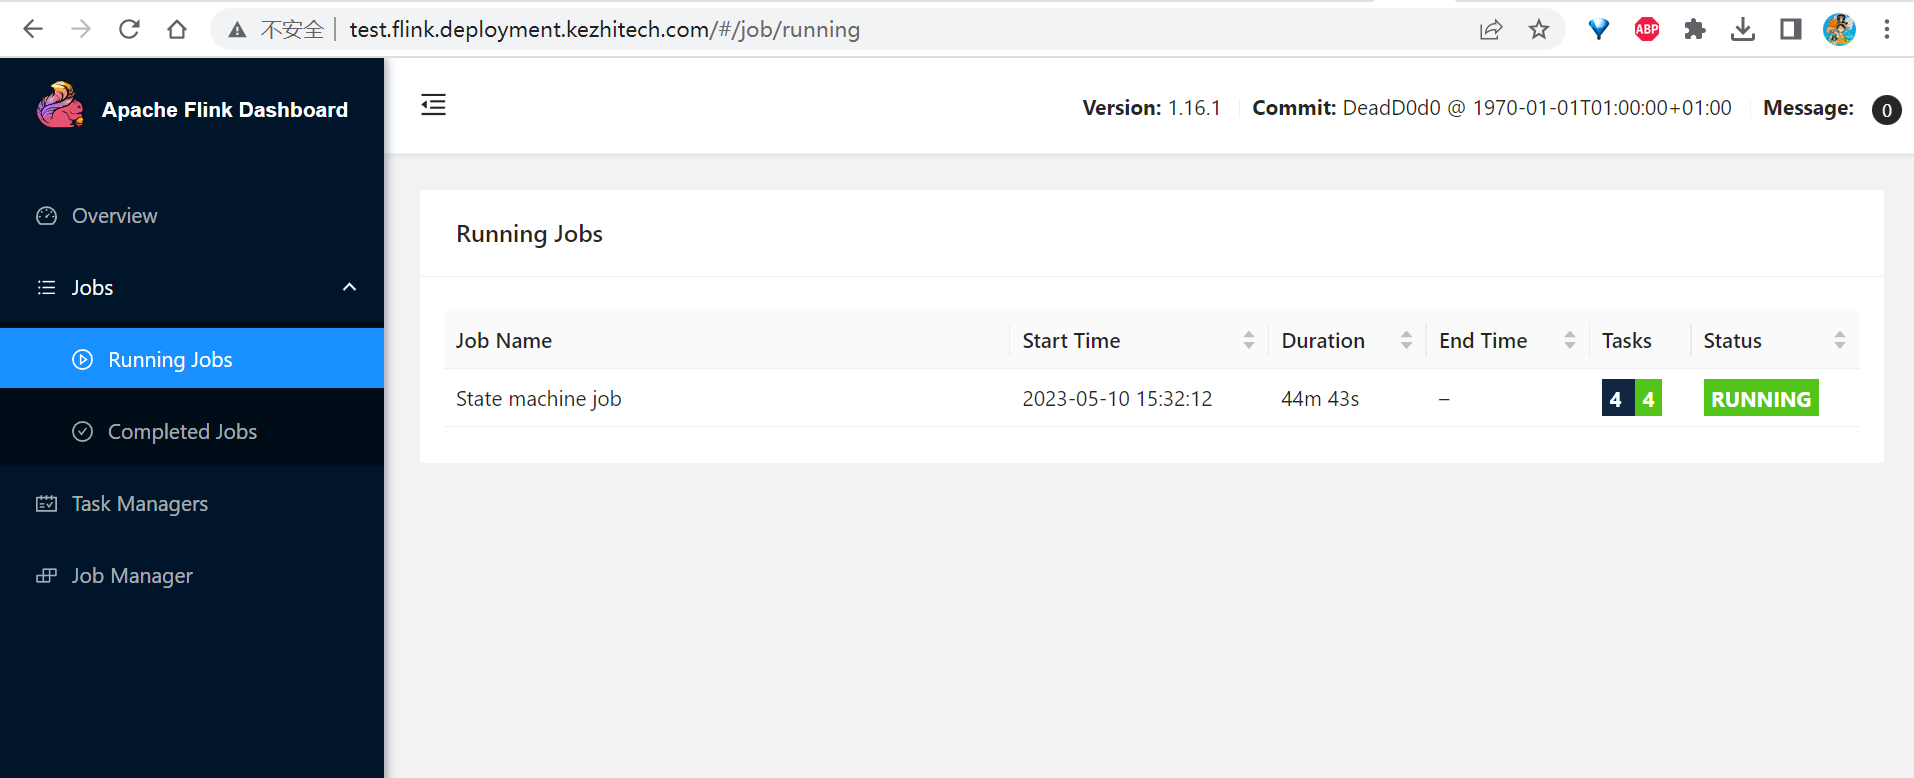 不安全 test.flink.deployment.kezhitech.com/#/job/running
ABP
Apache Flink Dashboard
Version: 1.16.1 Commit: DeadD0d0 @ 1970-01-01T01:00:00+01:00 Message: 0
Overview
Jobs
Running Jobs
Completed Jobs
Task Managers
Job Manager
Running Jobs
Job Name Start Time Duration End Time Tasks Status
State machine job 2023-05-10 15:32:12 44m 43s – 4 4 RUNNING